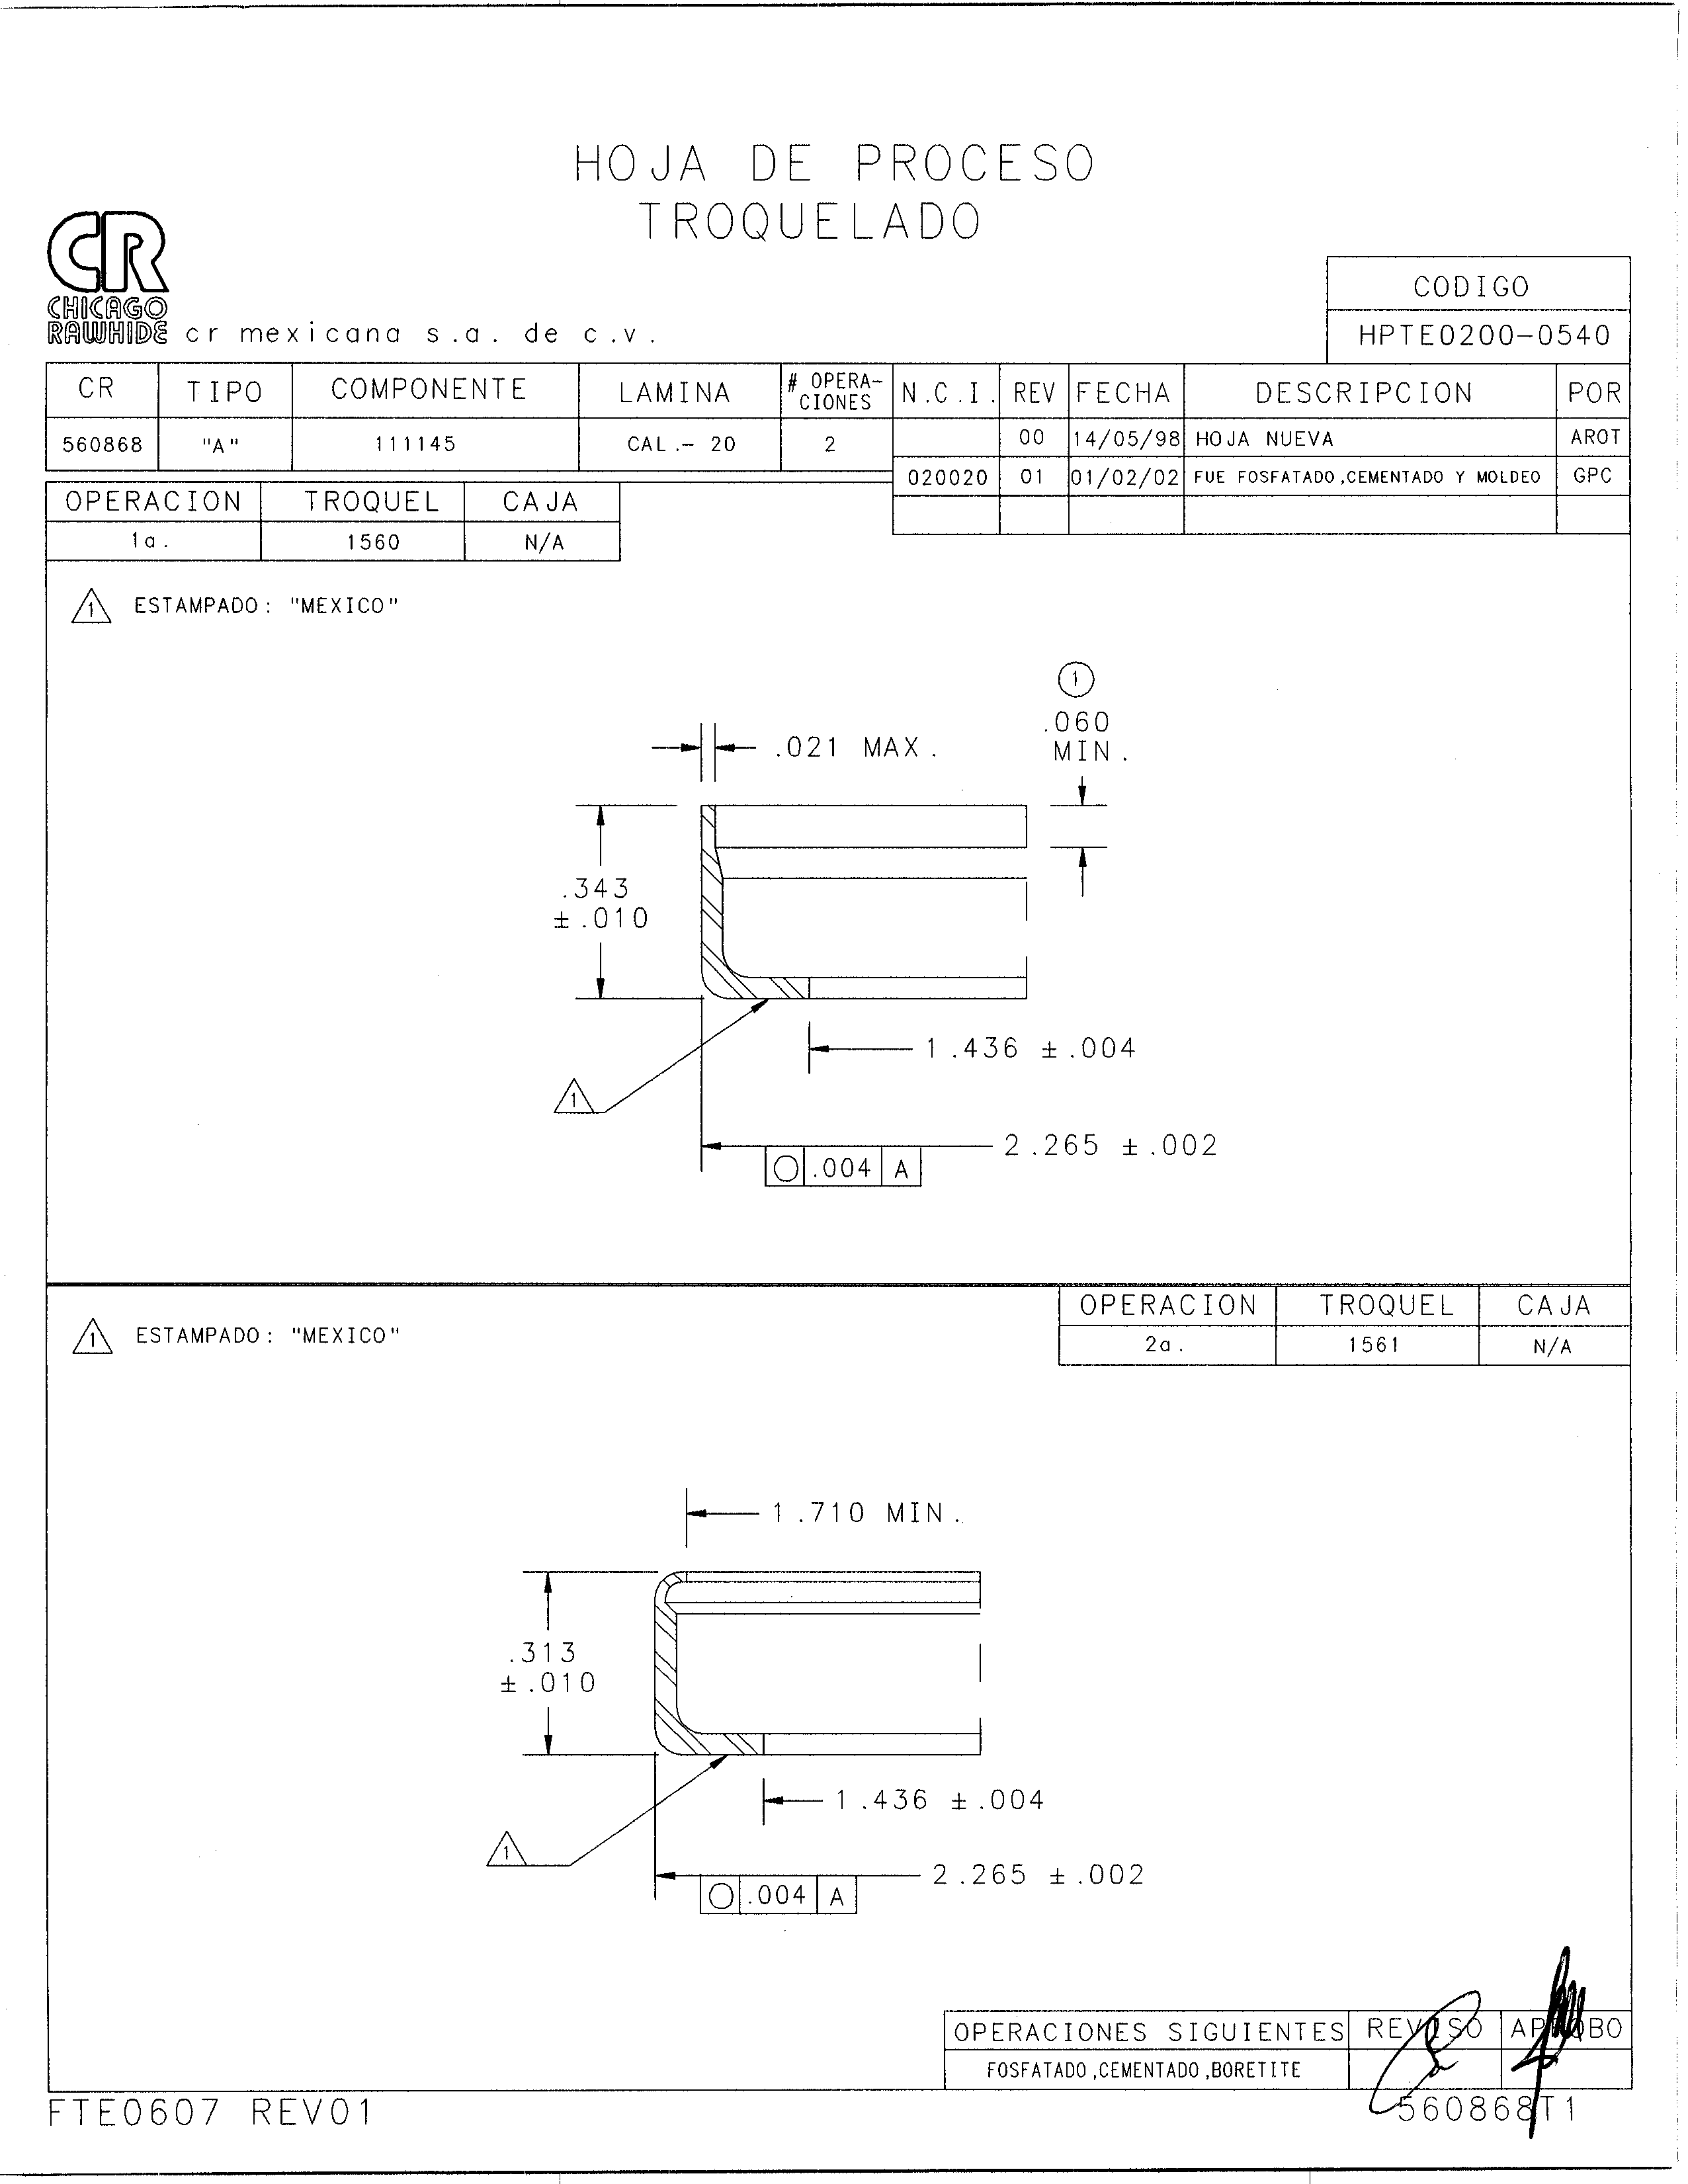 HOJA DE PROCESO
TROQUELADO
CR
CHICAGO
RAWHIDE
cr mexicana s.a. de c.v.
CODIGO
HPTE0200-0540
CR TIPO COMPONENTE LAMINA # OPERA-CIONES
560868 "A" 111145 CAL.- 20 2
N.C.I. REV FECHA DESCRIPCION POR
00 14/05/98 HOJA NUEVA AROT
020020 01 01/02/02 FUE FOSFATADO,CEMENTADO Y MOLDEO GPC
OPERACION TROQUEL CAJA
1a. 1560 N/A
1 ESTAMPADO: "MEXICO"
1
.060
MIN.
.021 MAX.
.343
±.010
1.436 ±.004
1
2.265 ±.002
.004 A
OPERACION TROQUEL CAJA
2a. 1561 N/A
1 ESTAMPADO: "MEXICO"
1.710 MIN.
.313
±.010
1.436 ±.004
1
2.265 ±.002
.004 A
OPERACIONES SIGUIENTES REVISO APROBO
FOSFATADO,CEMENTADO,BORETITE
FTE0607 REV01
560868T1